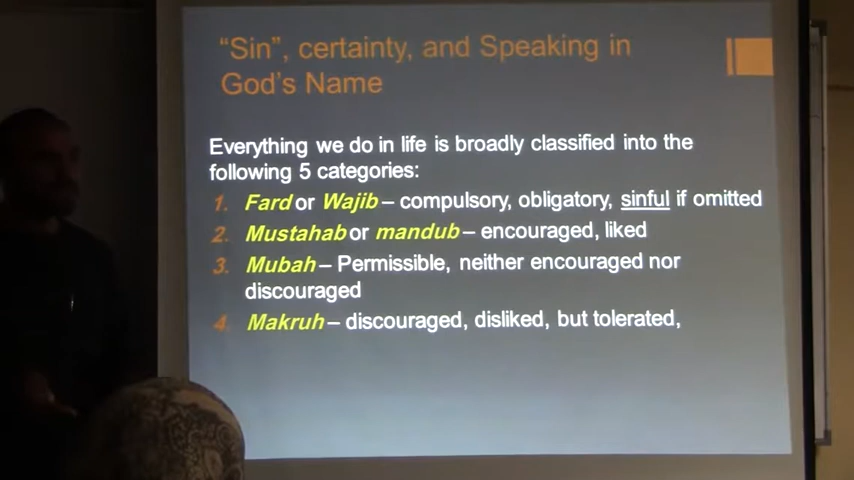 “Sin”, certainty, and Speaking in
God’s Name
Everything we do in life is broadly classified into the
following 5 categories:
1. Fard or Wajib – compulsory, obligatory, sinful if omitted
2. Mustahab or mandub – encouraged, liked
3. Mubah – Permissible, neither encouraged nor
discouraged
4. Makruh – discouraged, disliked, but tolerated,